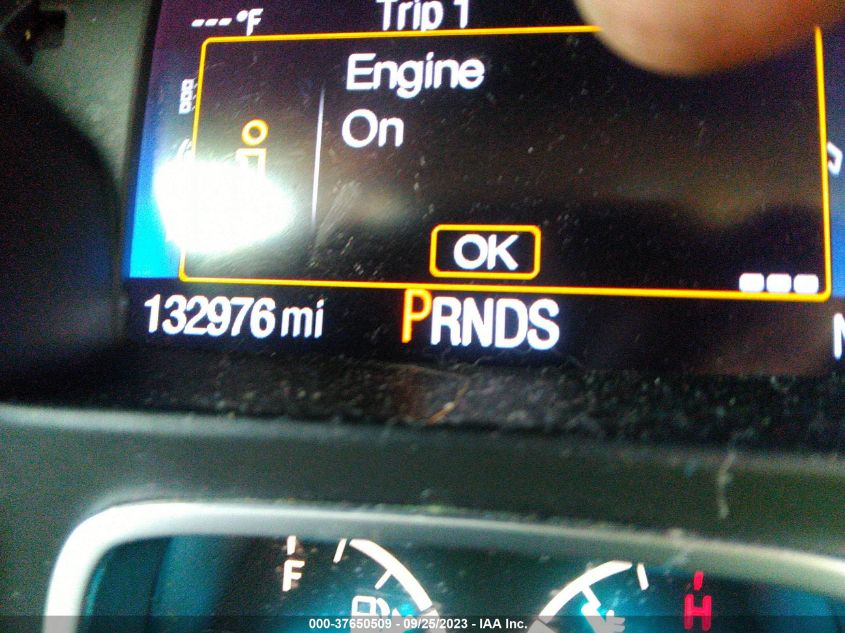 ---°F
Trip 1
Engine
On
OK
132976 mi
PRNDS
F
H
000-37650509 - 09/25/2023 - IAA Inc.